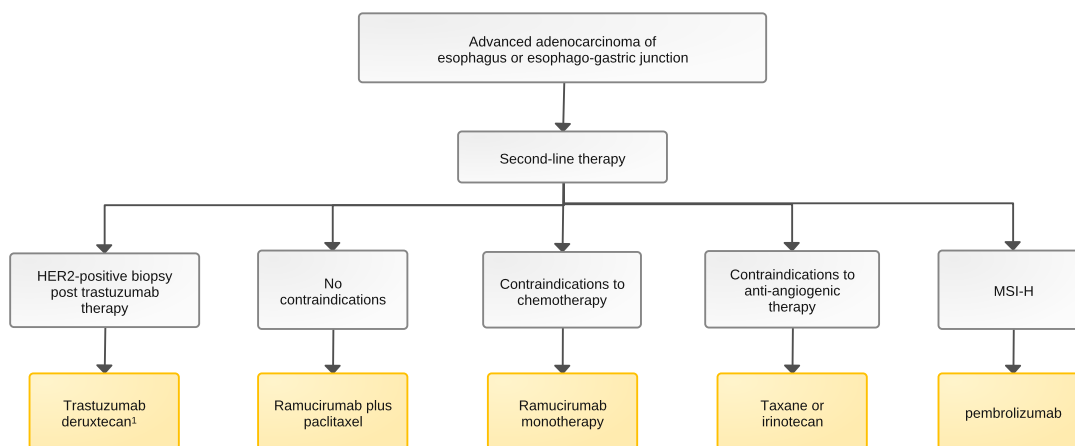 Advanced adenocarcinoma of
esophagus or esophago-gastric junction
Second-line therapy
HER2-positive biopsy
post trastuzumab
therapy
No
contraindications
Contraindications to
chemotherapy
Contraindications to
anti-angiogenic
therapy
MSI-H
Trastuzumab
deruxtecan¹
Ramucirumab plus
paclitaxel
Ramucirumab
monotherapy
Taxane or
irinotecan
pembrolizumab